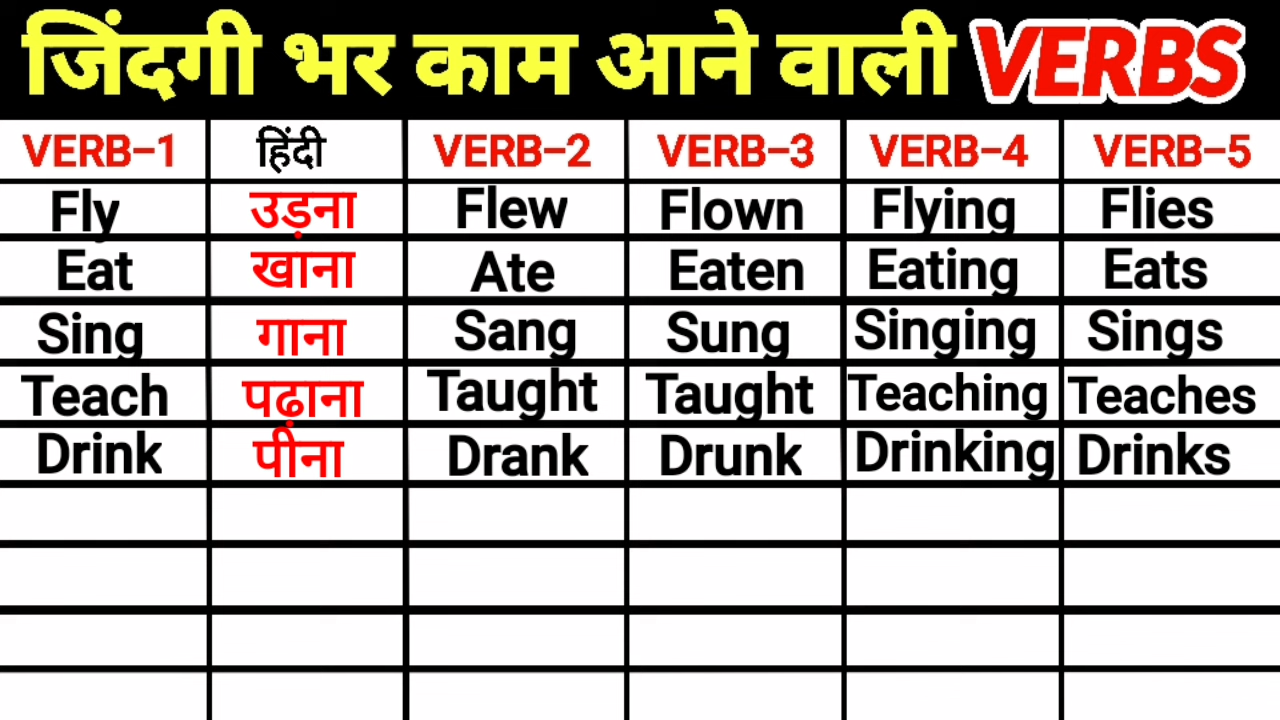 जिंदगी भर काम आने वाली VERBS
VERB-1 हिंदी VERB-2 VERB-3 VERB-4 VERB-5
Fly उड़ना Flew Flown Flying Flies
Eat खाना Ate Eaten Eating Eats
Sing गाना Sang Sung Singing Sings
Teach पढ़ाना Taught Taught Teaching Teaches
Drink पीना Drank Drunk Drinking Drinks